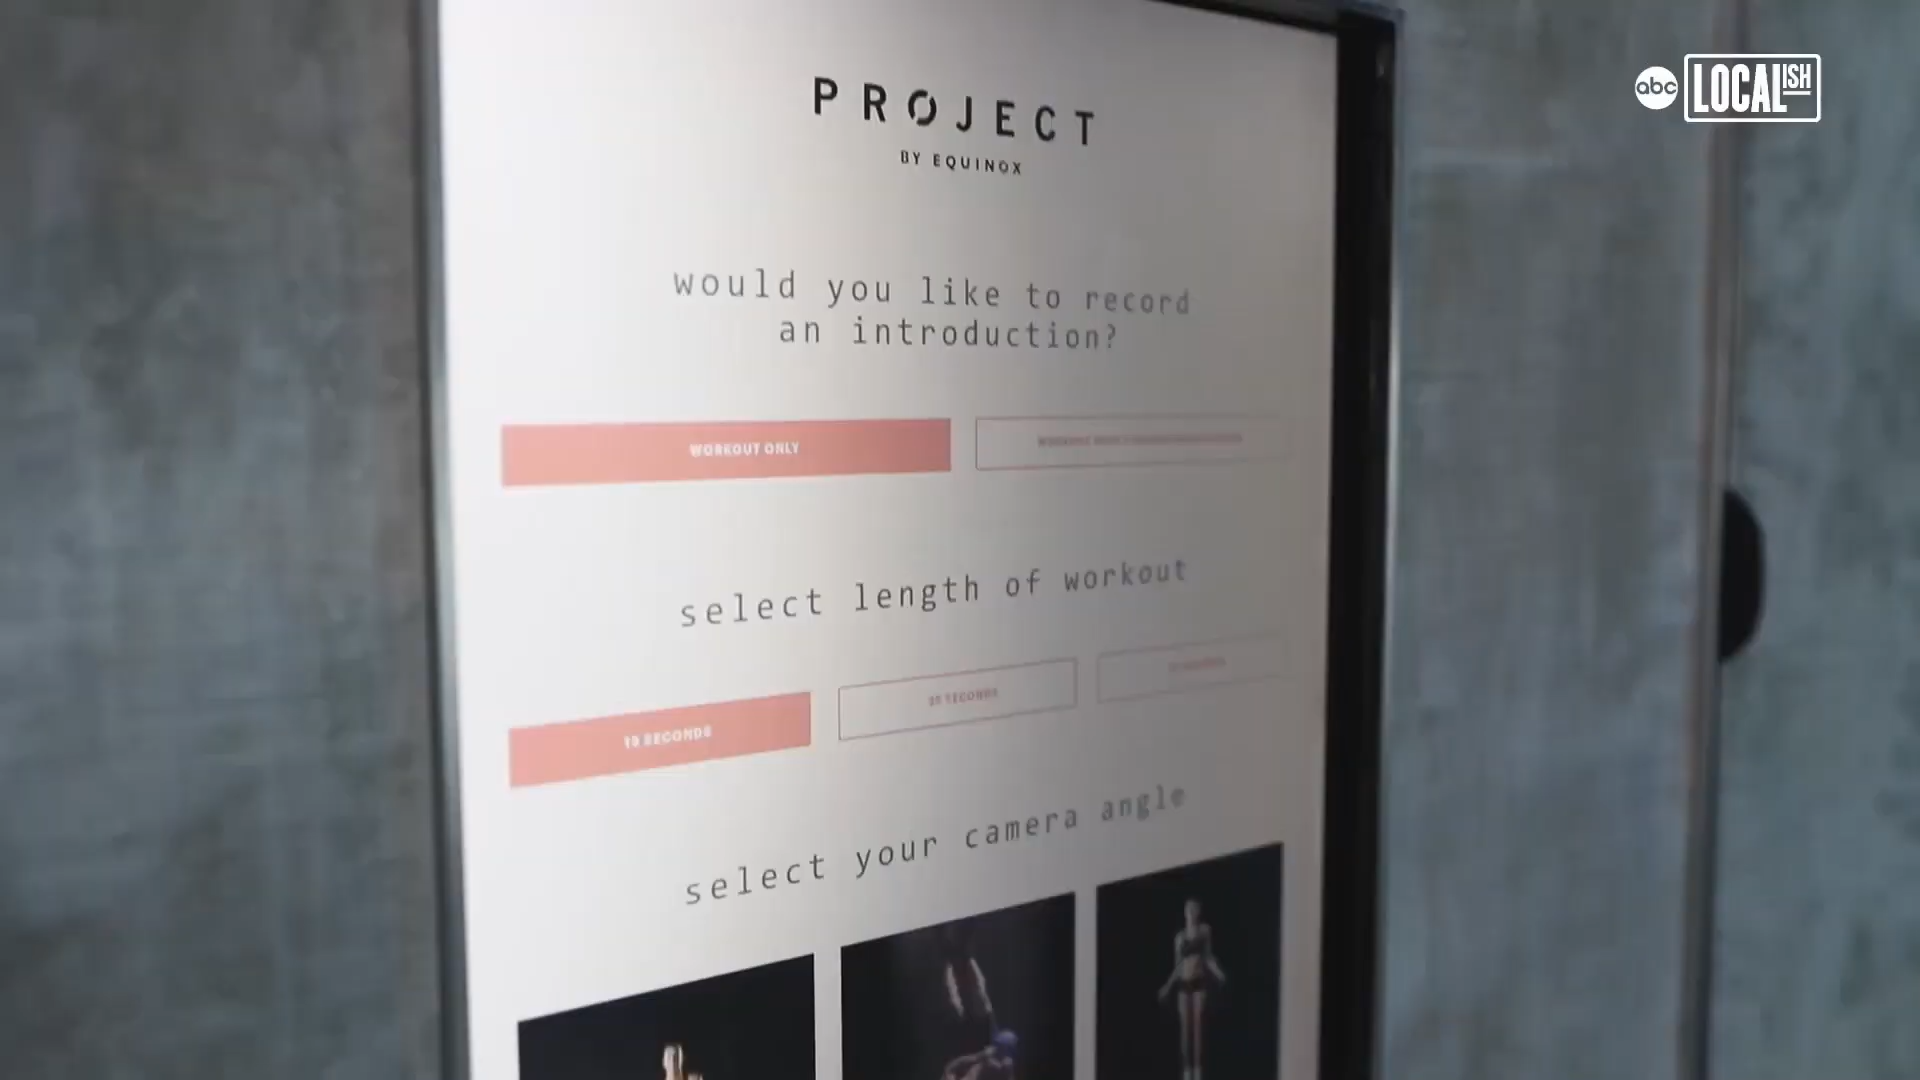 PROJECT
BY EQUINOX
abc LOCALISH
would you like to record
an introduction?
WORKOUT ONLY
select length of workout
SECONDS
SECONDS
select your camera angle